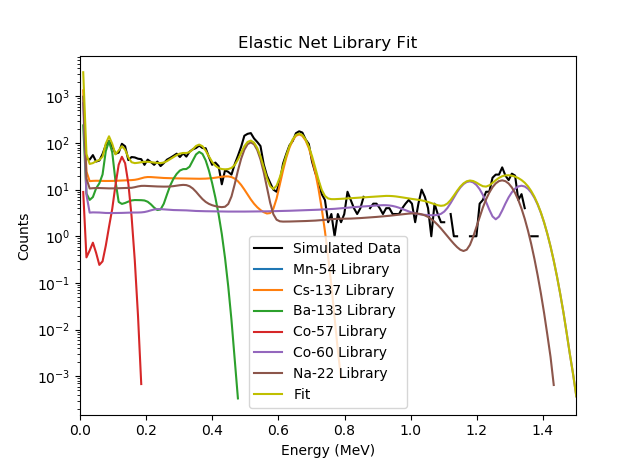 Elastic Net Library Fit
Counts
10³
10²
10¹
10⁰
10⁻¹
10⁻²
10⁻³
Simulated Data
Mn-54 Library
Cs-137 Library
Ba-133 Library
Co-57 Library
Co-60 Library
Na-22 Library
Fit
0.0 0.2 0.4 0.6 0.8 1.0 1.2 1.4
Energy (MeV)